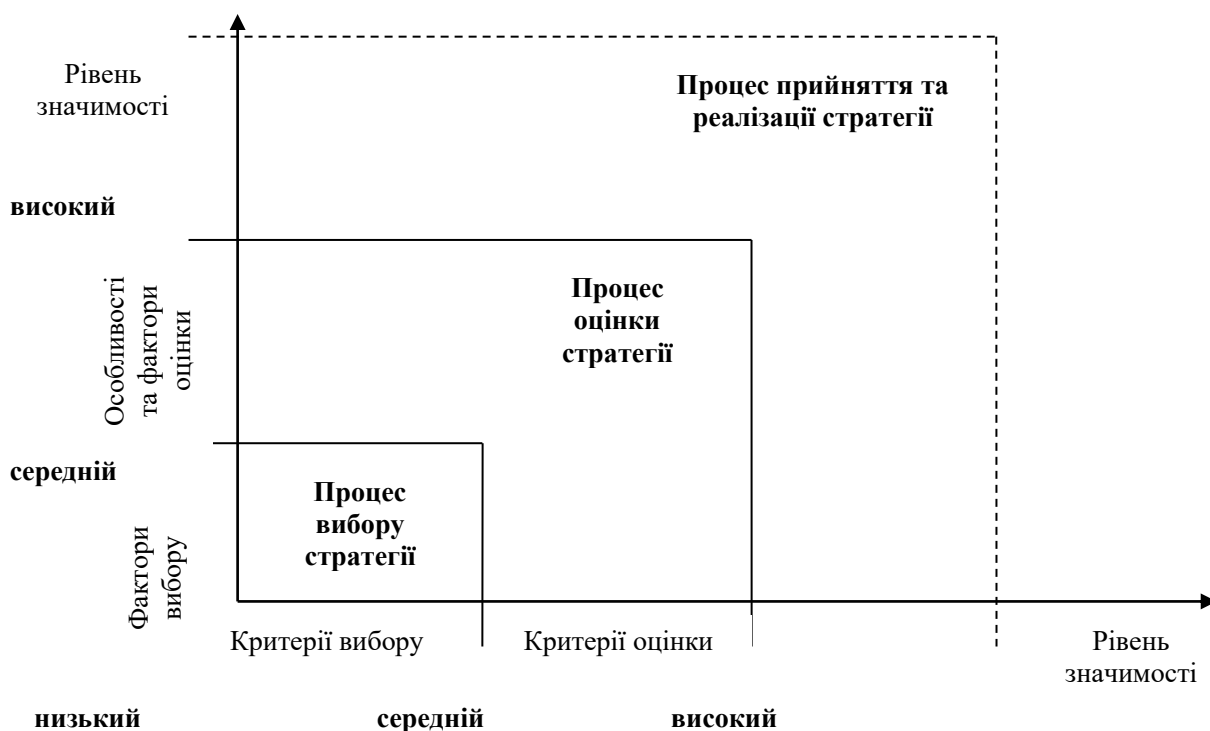 Рівень
значимості
Процес прийняття та
реалізації стратегії
високий
Особливості
та фактори
оцінки
Процес
оцінки
стратегії
середній
Фактори
вибору
Процес
вибору
стратегії
Критерії вибору
Критерії оцінки
Рівень
значимості
низький
середній
високий